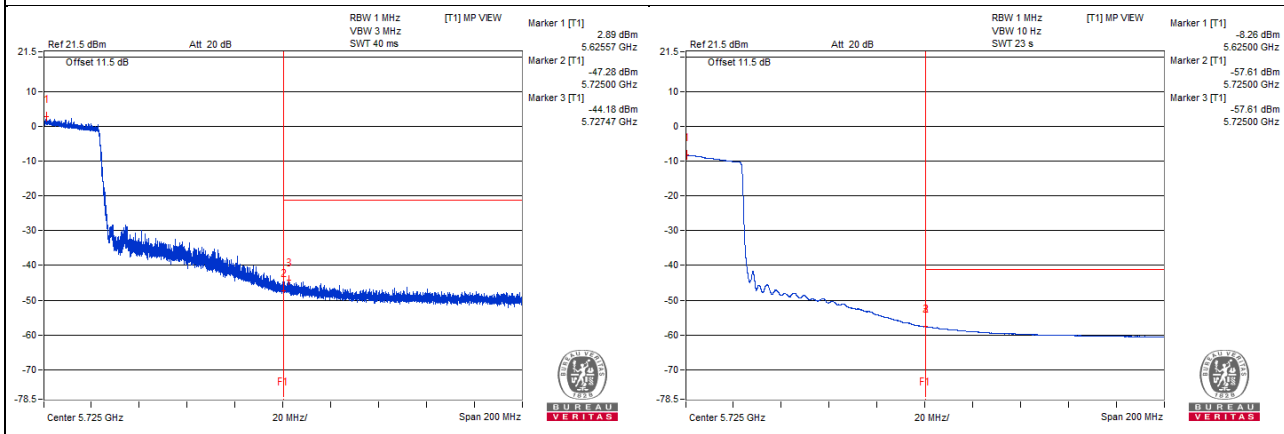 RBW 1 MHz
VBW 3 MHz
SWT 40 ms
[T1] MP VIEW
Ref 21.5 dBm
Att 20 dB
Offset 11.5 dB
Marker 1 [T1]
2.89 dBm
5.62557 GHz
Marker 2 [T1]
-47.28 dBm
5.72500 GHz
Marker 3 [T1]
-44.18 dBm
5.72747 GHz
21.5
10
0
-10
-20
-30
-40
-50
-60
-70
-78.5
1
2
3
F1
Center 5.725 GHz
20 MHz/
Span 200 MHz
BUREAU VERITAS
1828
BUREAU
VERITAS
RBW 1 MHz
VBW 10 Hz
SWT 23 s
[T1] MP VIEW
Ref 21.5 dBm
Att 20 dB
Offset 11.5 dB
Marker 1 [T1]
-8.26 dBm
5.62500 GHz
Marker 2 [T1]
-57.61 dBm
5.72500 GHz
Marker 3 [T1]
-57.61 dBm
5.72500 GHz
21.5
10
0
-10
-20
-30
-40
-50
-60
-70
-78.5
1
F1
Center 5.725 GHz
20 MHz/
Span 200 MHz
BUREAU VERITAS
1828
BUREAU
VERITAS